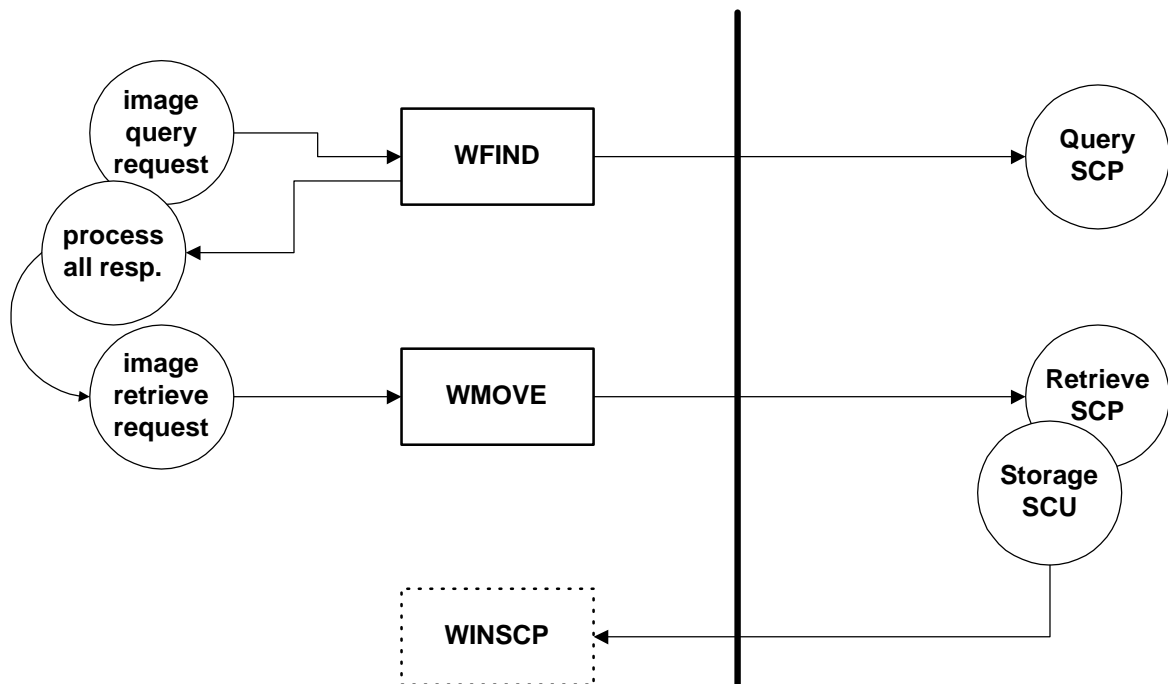 image
query
request
WFIND
Query
SCP
process
all resp.
image
retrieve
request
WMOVE
Retrieve
SCP
Storage
SCU
WINSCP